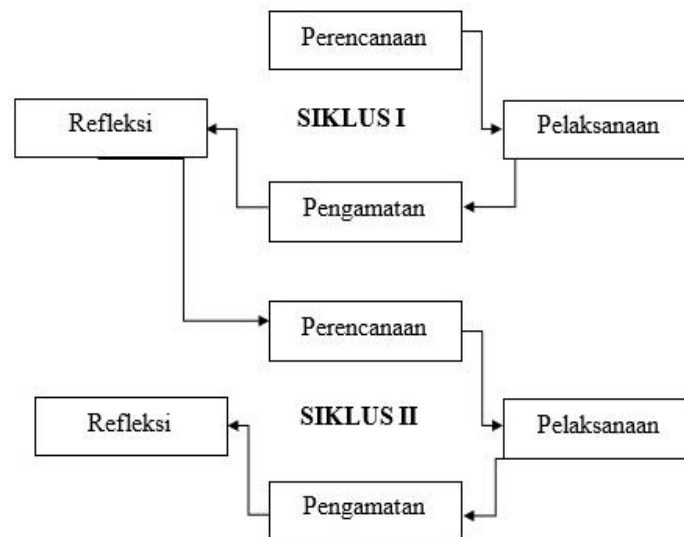 Perencanaan
Refleksi
SIKLUS I
Pelaksanaan
Pengamatan
Perencanaan
Refleksi
SIKLUS II
Pelaksanaan
Pengamatan